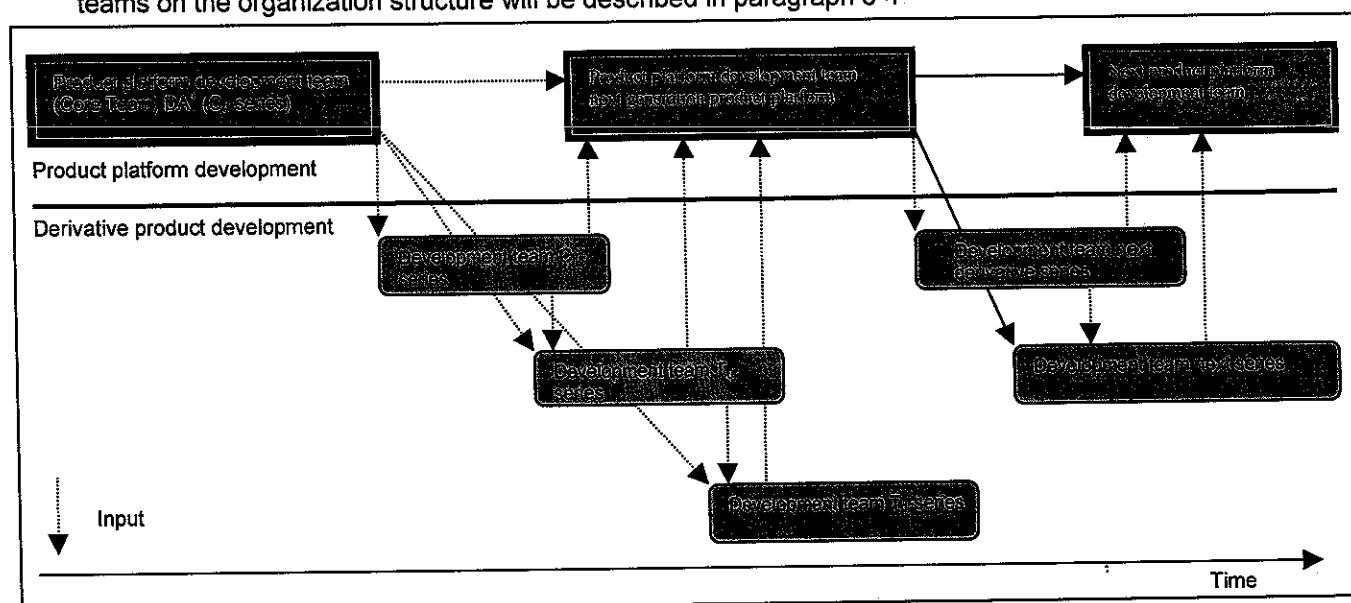 teams on the organization structure will be described in paragraph
Product platform development team
(Core Team, DA series)
Product platform development team
next generation product platform
Next product platform
development team
Product platform development
Derivative product development
Development team
series
Development team next
derivative series
Development team
series
Development team next series
Development team series
Input
Time